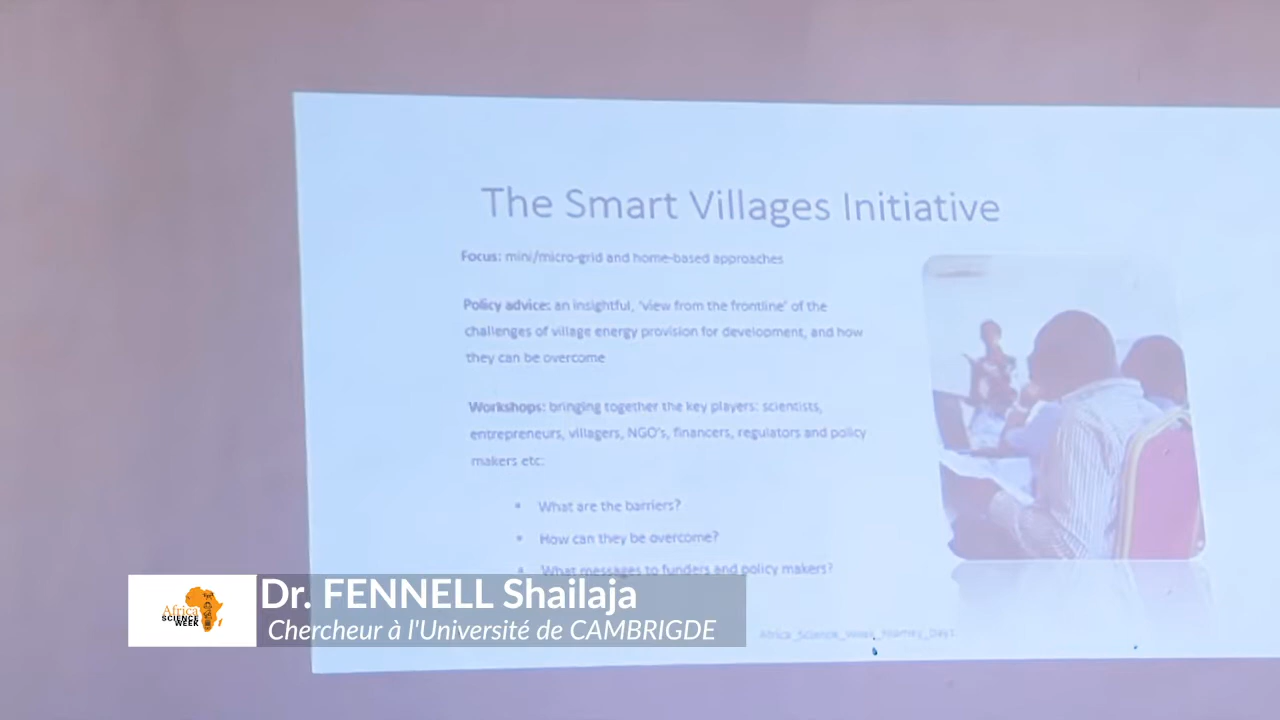 The Smart Villages Initiative
Focus: mini/micro-grid and home-based approaches
Policy advice: an insightful, 'view from the frontline' of the
challenges of village energy provision for development, and how
they can be overcome
Workshops: bringing together the key players: scientists,
entrepreneurs, villagers, NGO's, financers, regulators and policy
makers etc:
• What are the barriers?
• How can they be overcome?
• What messages to funders and policy makers?
Africa
SCIENCE
WEEK
Dr. FENNELL Shailaja
Chercheur à l'Université de CAMBRIGDE